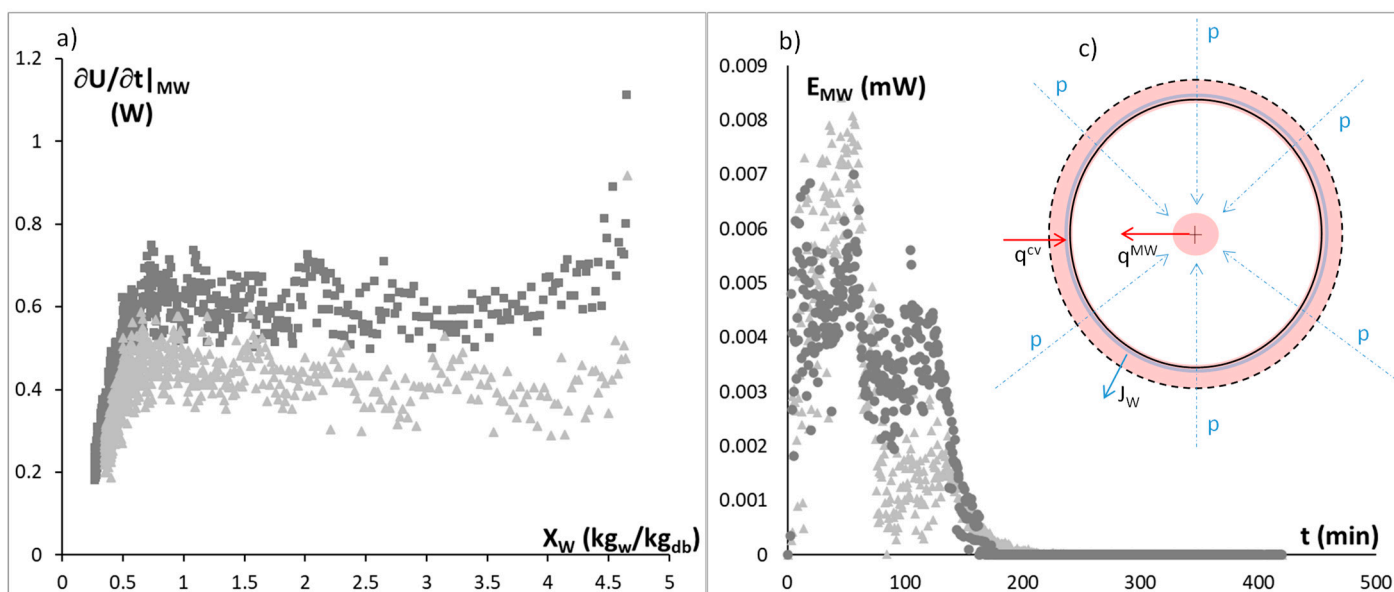 a)
∂U/∂t|MW
(W)
1.2
1
0.8
0.6
0.4
0.2
0
0 0.5 1 1.5 2 2.5 3 3.5 4 4.5 5
XW (kgw/kgdb)
b)
EMW (mW)
0.009
0.008
0.007
0.006
0.005
0.004
0.003
0.002
0.001
0
0 100 200 300 400 500
t (min)
c)
p
p
p
p
p
p
qcv
qMW
JW